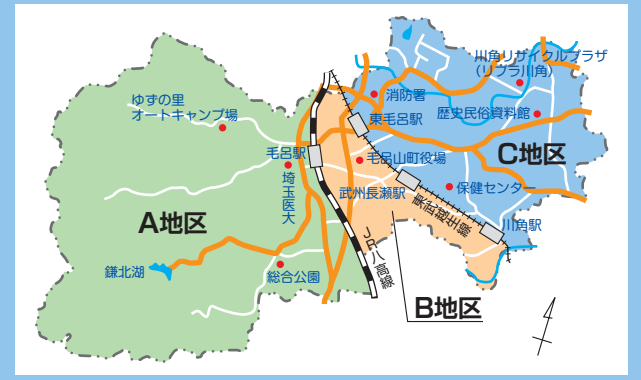 川角リサイクルプラザ
（リプラ川角）
消防署
ゆずの里
オートキャンプ場
東毛呂駅
歴史民俗資料館
毛呂駅
毛呂山町役場
C地区
埼玉医大
武州長瀬駅
保健センター
A地区
東武越生線
川角駅
JR八高線
鎌北湖
総合公園
B地区